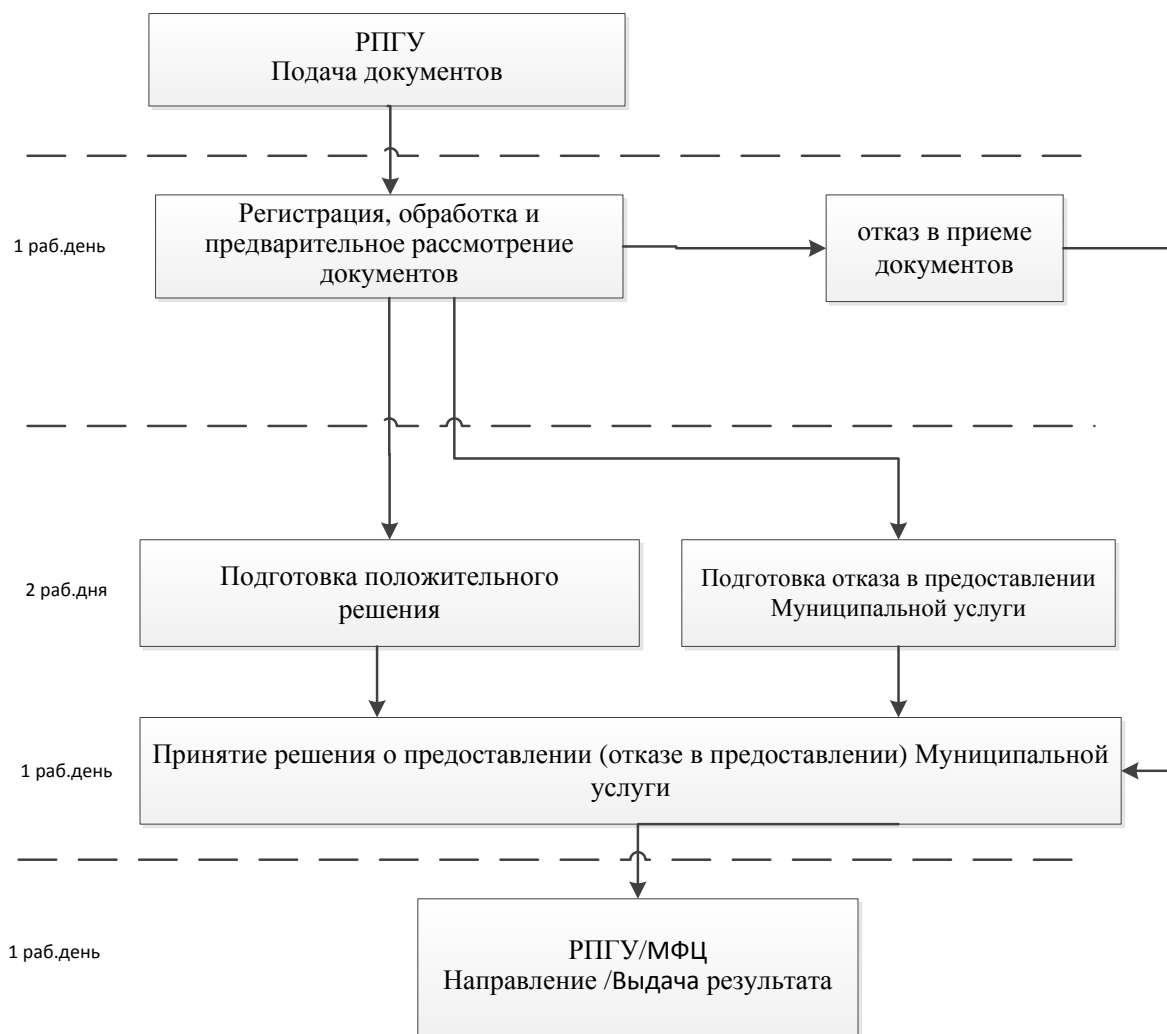 РПГУ
Подача документов
1 раб.день
Регистрация, обработка и
предварительное рассмотрение
документов
отказ в приеме
документов
2 раб.дня
Подготовка положительного
решения
Подготовка отказа в предоставлении
Муниципальной услуги
1 раб.день
Принятие решения о предоставлении (отказе в предоставлении) Муниципальной
услуги
1 раб.день
РПГУ/МФЦ
Направление /Выдача результата